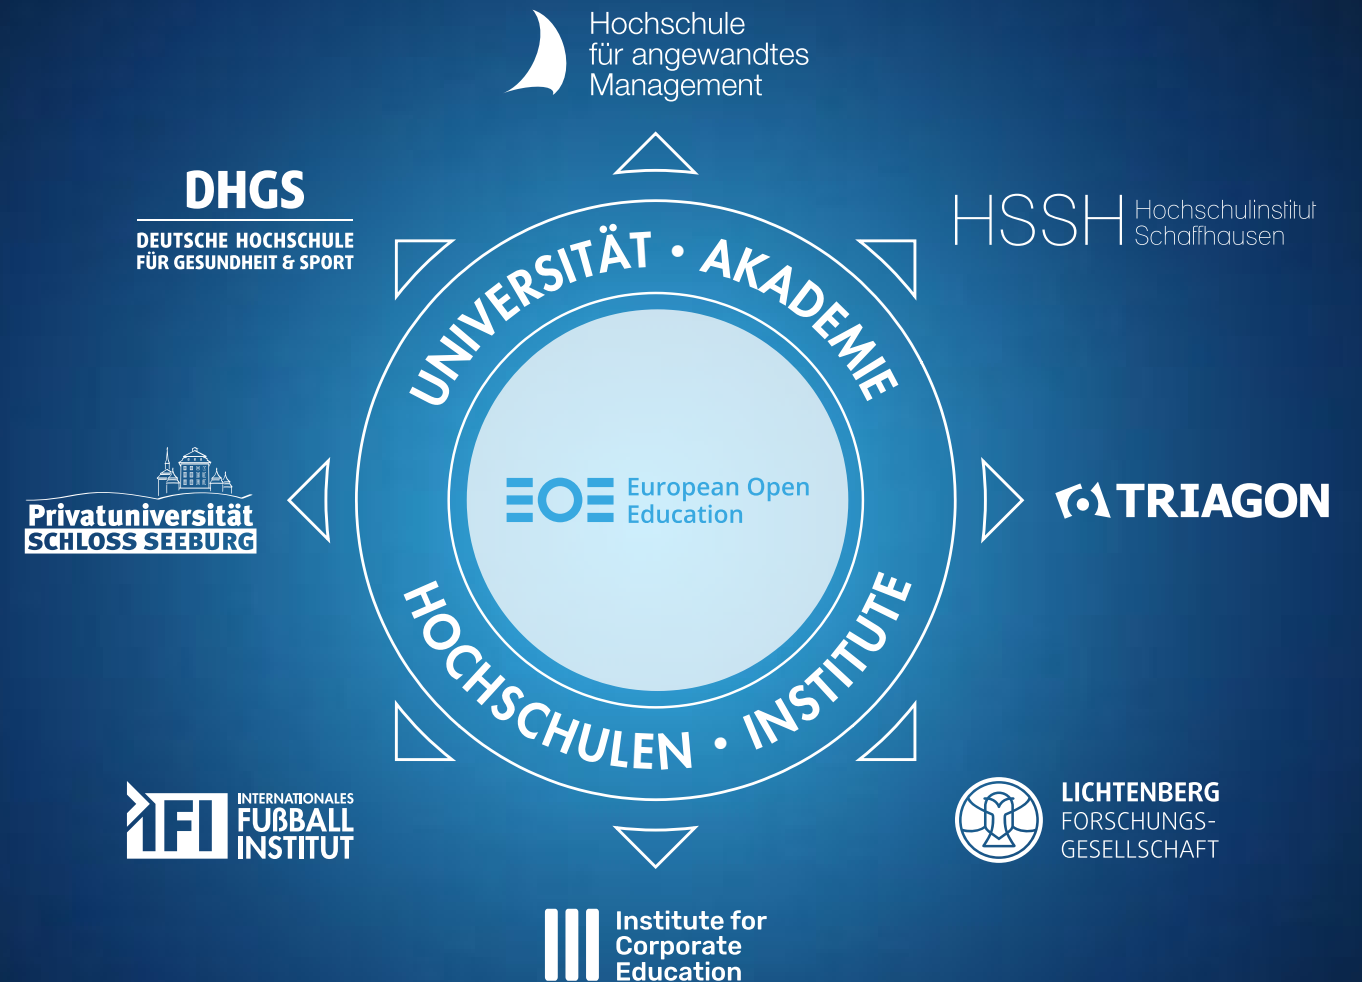 Hochschule
für angewandtes
Management
DHGS
DEUTSCHE HOCHSCHULE
FÜR GESUNDHEIT & SPORT
HSSH Hochschulinstitut
Schaffhausen
UNIVERSITÄT · AKADEMIE
Privatuniversität
SCHLOSS SEEBURG
EOE European Open
Education
TRIAGON
HOCHSCHULEN · INSTITUTE
IFI INTERNATIONALES
FUßBALL
INSTITUT
LICHTENBERG
FORSCHUNGS-
GESELLSCHAFT
Institute for
Corporate
Education